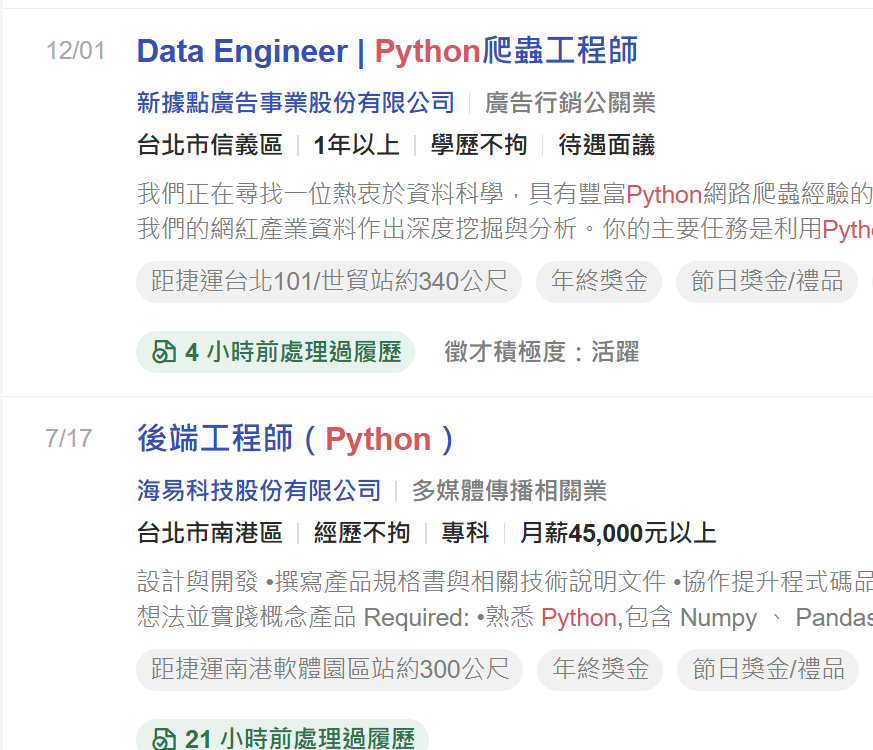 12/01 Data Engineer | Python爬蟲工程師
新據點廣告事業股份有限公司 | 廣告行銷公關業
台北市信義區 | 1年以上 | 學歷不拘 | 待遇面議
我們正在尋找一位熱衷於資料科學，具有豐富Python網路爬蟲經驗的
我們的網紅產業資料作出深度挖掘與分析。你的主要任務是利用Pyth
距捷運台北101/世貿站約340公尺 年終獎金 節日獎金/禮品
4 小時前處理過履歷 徵才積極度：活躍
7/17 後端工程師（Python）
海易科技股份有限公司 | 多媒體傳播相關業
台北市南港區 | 經歷不拘 | 專科 | 月薪45,000元以上
設計與開發 •撰寫產品規格書與相關技術說明文件 •協作提升程式碼品
想法並實踐概念產品 Required: •熟悉 Python,包含 Numpy 、 Pandas
距捷運南港軟體園區站約300公尺 年終獎金 節日獎金/禮品
21 小時前處理過履歷